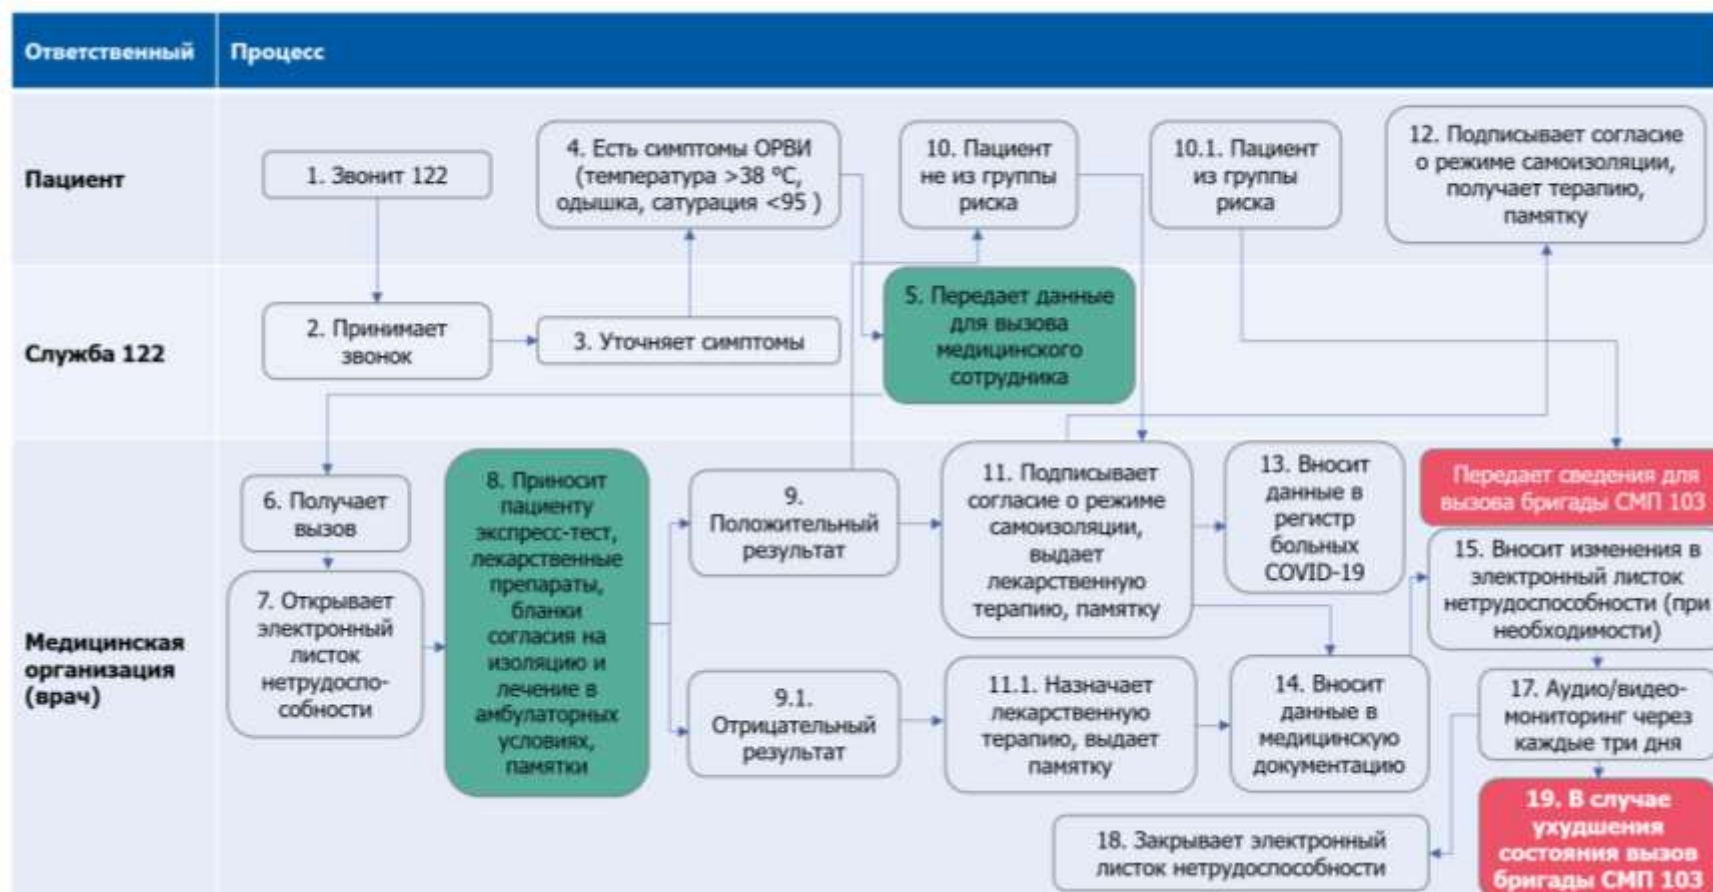 Ответственный
Процесс
Пациент
1. Звонит 122
4. Есть симптомы ОРВИ
(температура >38 °C,
одышка, сатурация <95 )
10. Пациент
не из группы
риска
10.1. Пациент
из группы
риска
12. Подписывает согласие
о режиме самоизоляции,
получает терапию,
памятку
Служба 122
2. Принимает
звонок
3. Уточняет симптомы
5. Передает данные
для вызова
медицинского
сотрудника
Медицинская
организация
(врач)
6. Получает
вызов
7. Открывает
электронный
листок
нетрудоспо-
собности
8. Приносит
пациенту
экспресс-тест,
лекарственные
препараты,
бланки
согласия на
изоляцию и
лечение в
амбулаторных
условиях,
памятки
9.
Положительный
результат
9.1.
Отрицательный
результат
11. Подписывает
согласие о режиме
самоизоляции,
выдает
лекарственную
терапию, памятку
11.1. Назначает
лекарственную
терапию, выдает
памятку
13. Вносит
данные в
регистр
больных
COVID-19
14. Вносит
данные в
медицинскую
документацию
Передает сведения для
вызова бригады СМП 103
15. Вносит изменения в
электронный листок
нетрудоспособности (при
необходимости)
17. Аудио/видео-
мониторинг через
каждые три дня
18. Закрывает электронный
листок нетрудоспособности
19. В случае
ухудшения
состояния вызов
бригады СМП 103